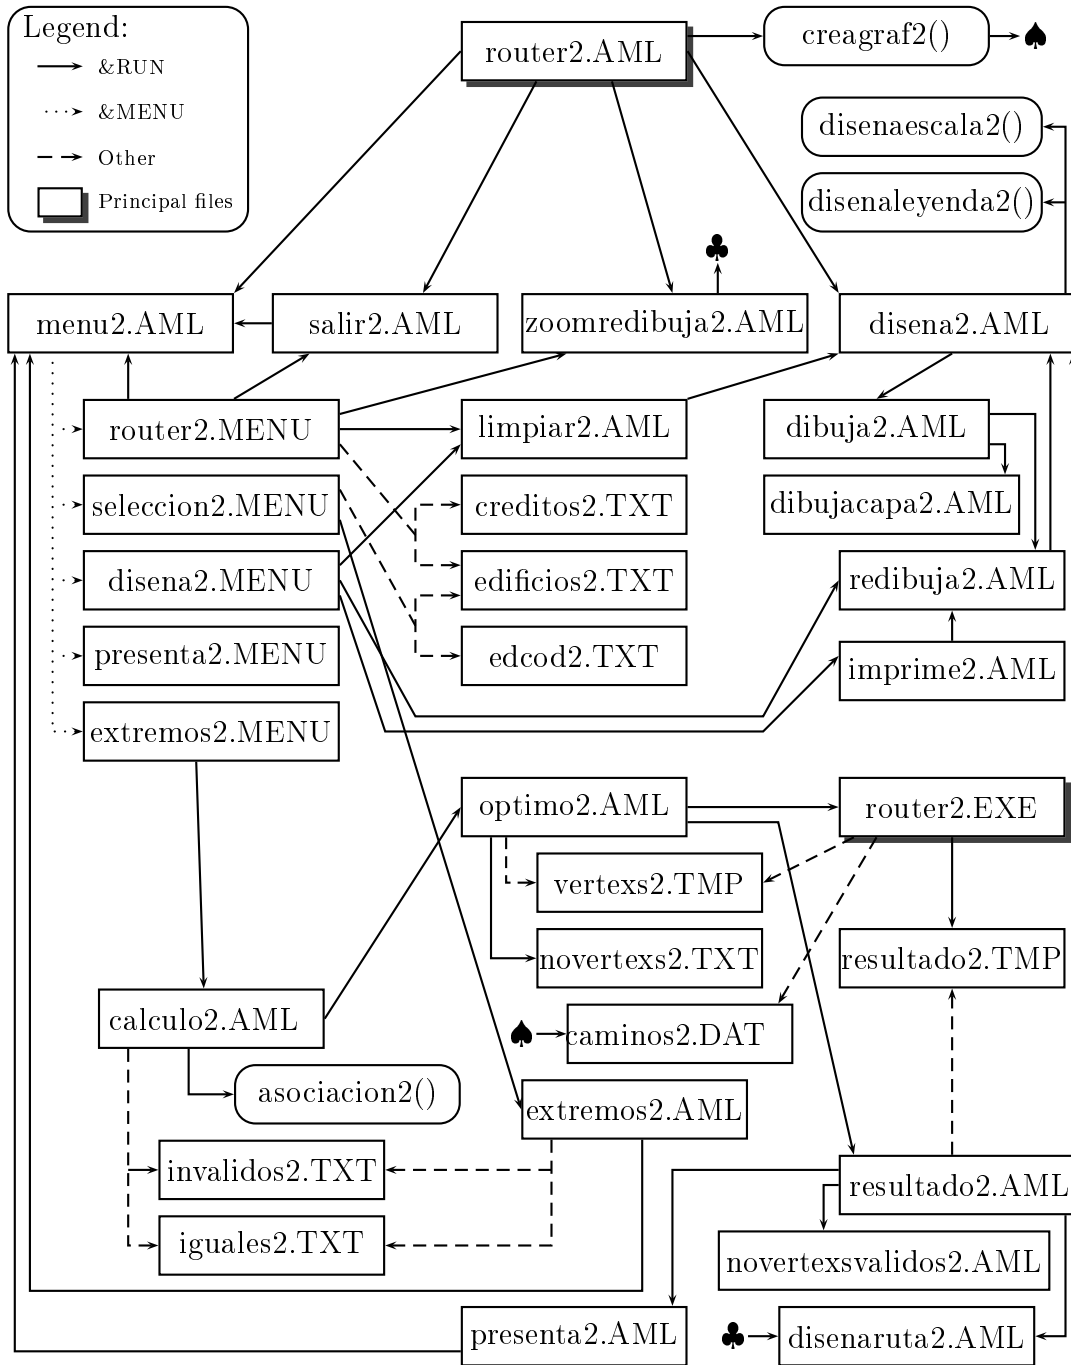 Legend:
&RUN
&MENU
Other
Principal files
router2.AML
creagraf2()
disenaescala2()
disenaleyenda2()
menu2.AML
salir2.AML
zoomredibuja2.AML
disena2.AML
router2.MENU
limpiar2.AML
dibuja2.AML
seleccion2.MENU
creditos2.TXT
dibujacapa2.AML
disena2.MENU
edificios2.TXT
redibuja2.AML
presenta2.MENU
edcod2.TXT
imprime2.AML
extremos2.MENU
optimo2.AML
router2.EXE
vertexs2.TMP
novertexs2.TXT
resultado2.TMP
calculo2.AML
caminos2.DAT
asociacion2()
extremos2.AML
invalidos2.TXT
resultado2.AML
iguales2.TXT
novertexsvalidos2.AML
presenta2.AML
disenaruta2.AML